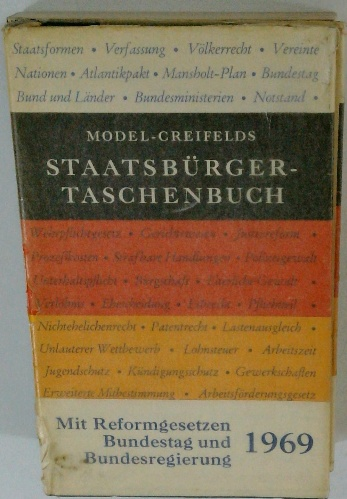 Staatsformen • Verfassung • Völkerrecht • Vereinte
Nationen • Atlantikpakt • Mansholt-Plan • Bundestag
Bund und Länder • Bundesministerien • Notstand •
MODEL-CREIFELDS
STAATSBÜRGER-
TASCHENBUCH
Wehrpflichtgesetz • Gerichtswesen • Justizreform •
Prozeßkosten • Strafbare Handlungen •
Unterhaltspflicht • Bürgschaft • Elterliche Gewalt •
Verlöbnis • Ehescheidung • Erbrecht • Pflichtteil •
Nichtehelichenrecht • Patentrecht • Lastenausgleich •
Unlauterer Wettbewerb • Lohnsteuer • Arbeitszeit
Jugendschutz • Kündigungsschutz • Gewerkschaften
Erweiterte Mitbestimmung • Arbeitsförderungsgesetz
Mit Reformgesetzen
Bundestag und
Bundesregierung
1969